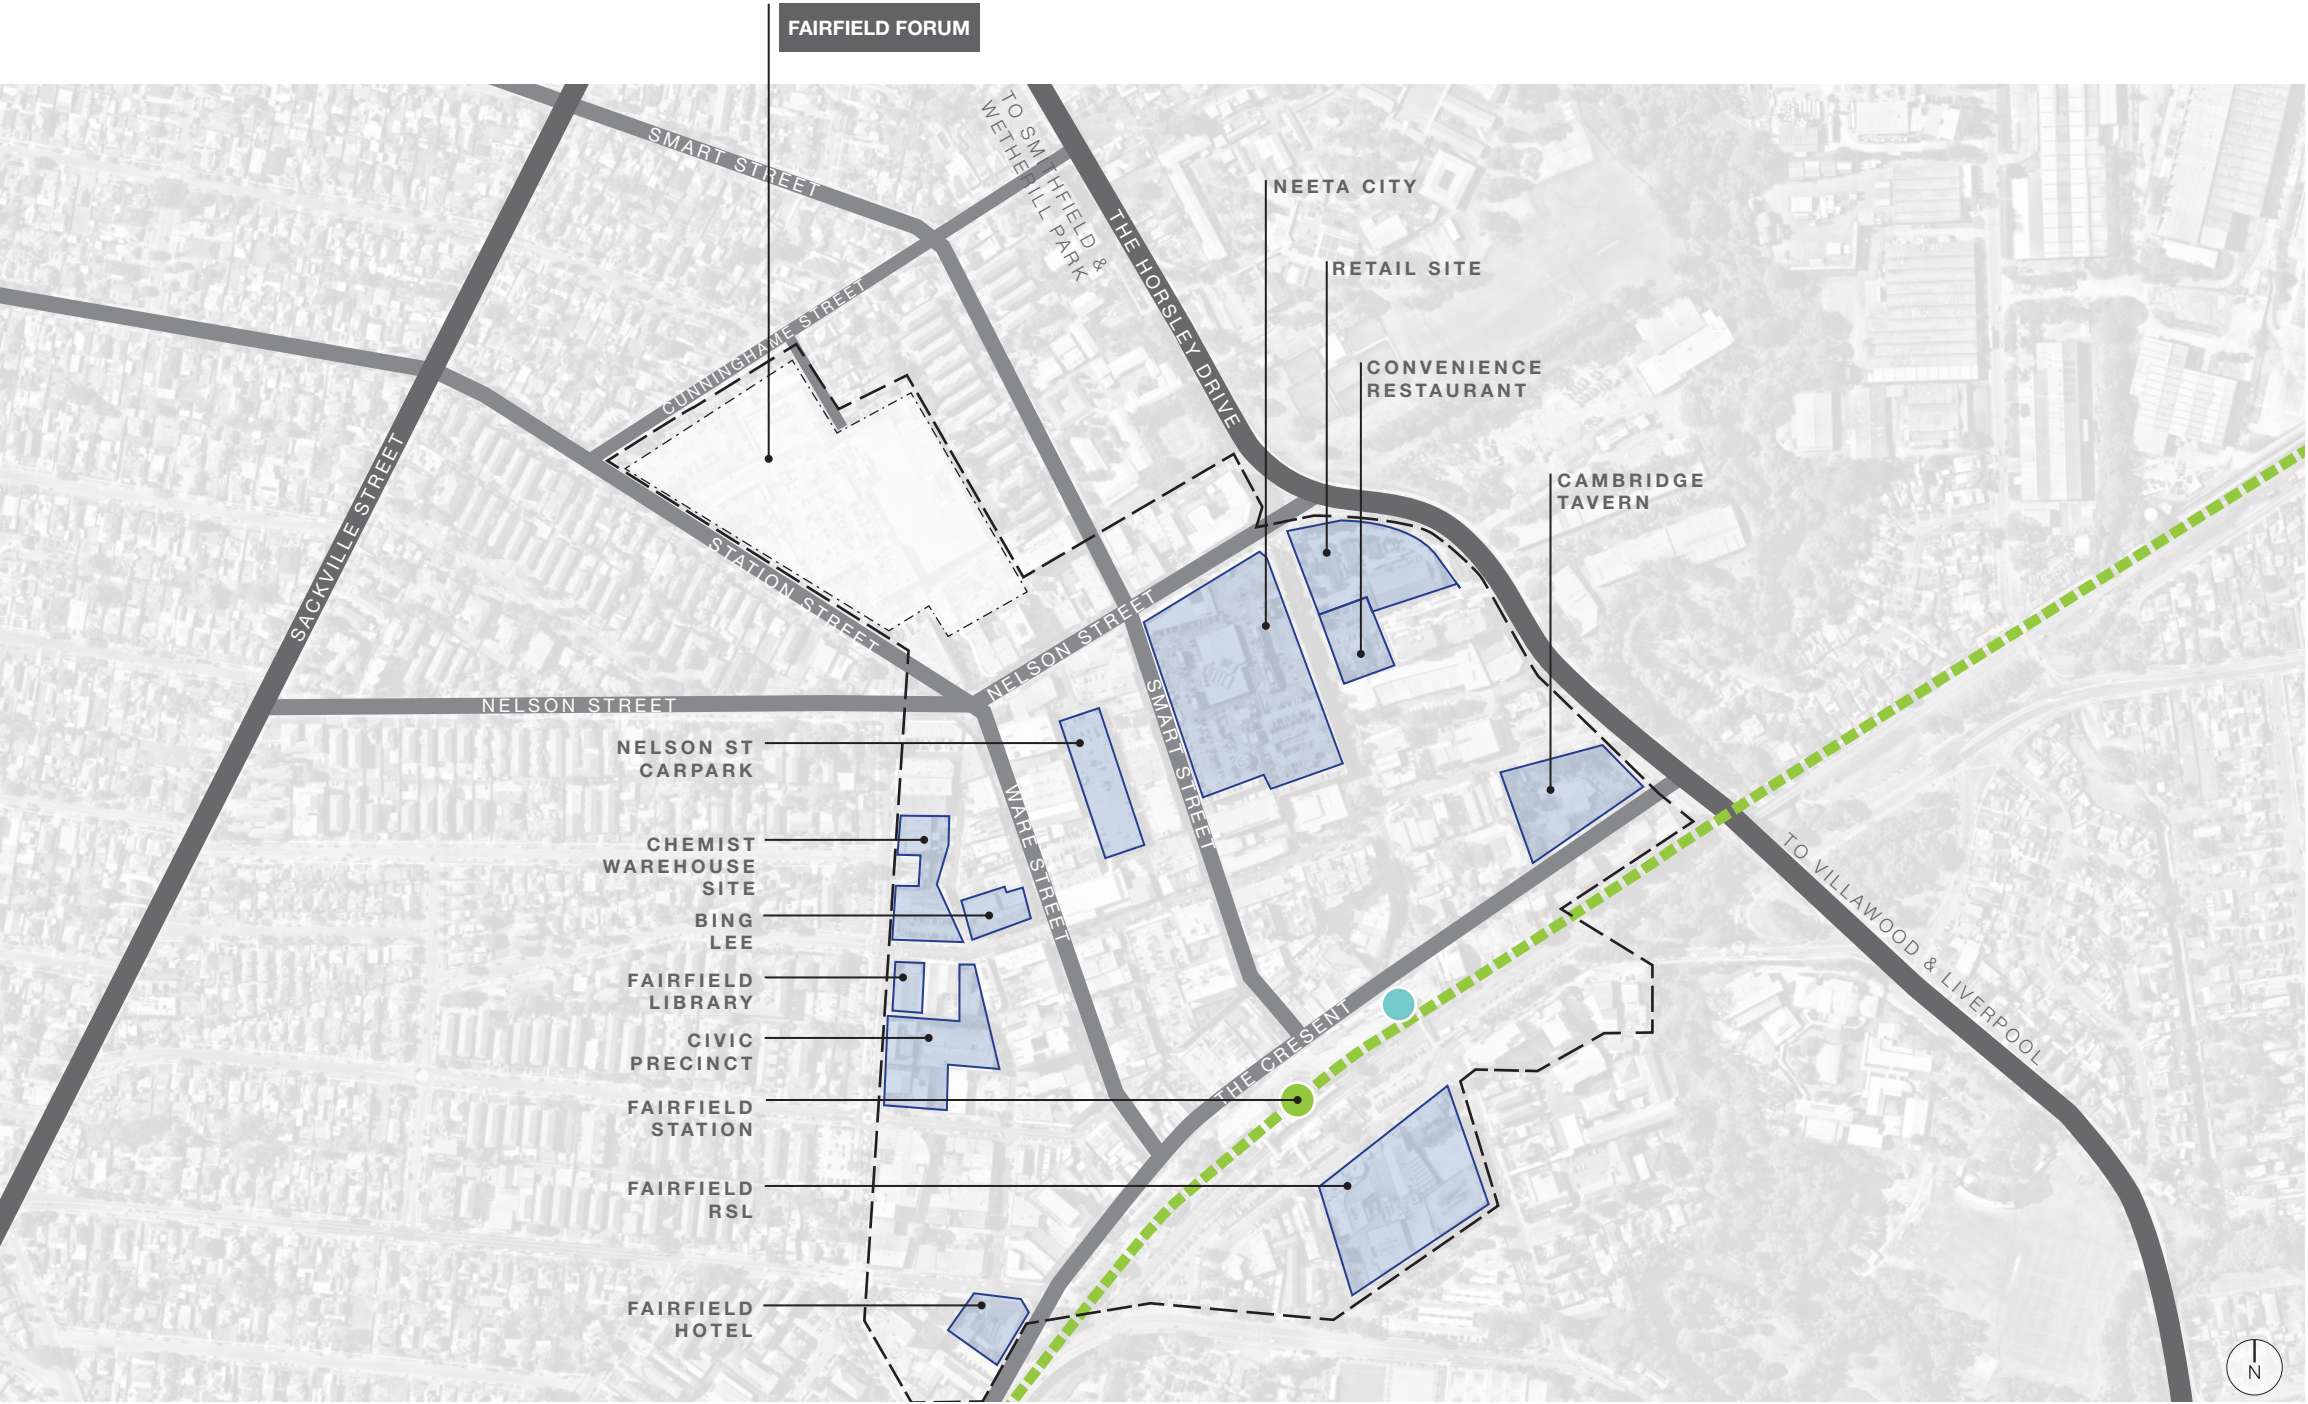 FAIRFIELD FORUM
SMART STREET
TO SMITHFIELD &
WETHERILL PARK
THE HORSLEY DRIVE
NEETA CITY
RETAIL SITE
CUNNINGHAME STREET
CONVENIENCE
RESTAURANT
CAMBRIDGE
TAVERN
SACKVILLE STREET
STATION STREET
NELSON STREET
NELSON STREET
SMART STREET
NELSON ST
CARPARK
WARE STREET
CHEMIST
WAREHOUSE
SITE
BING
LEE
TO VILLAWOOD & LIVERPOOL
FAIRFIELD
LIBRARY
CIVIC
PRECINCT
THE CRESENT
FAIRFIELD
STATION
FAIRFIELD
RSL
FAIRFIELD
HOTEL
N